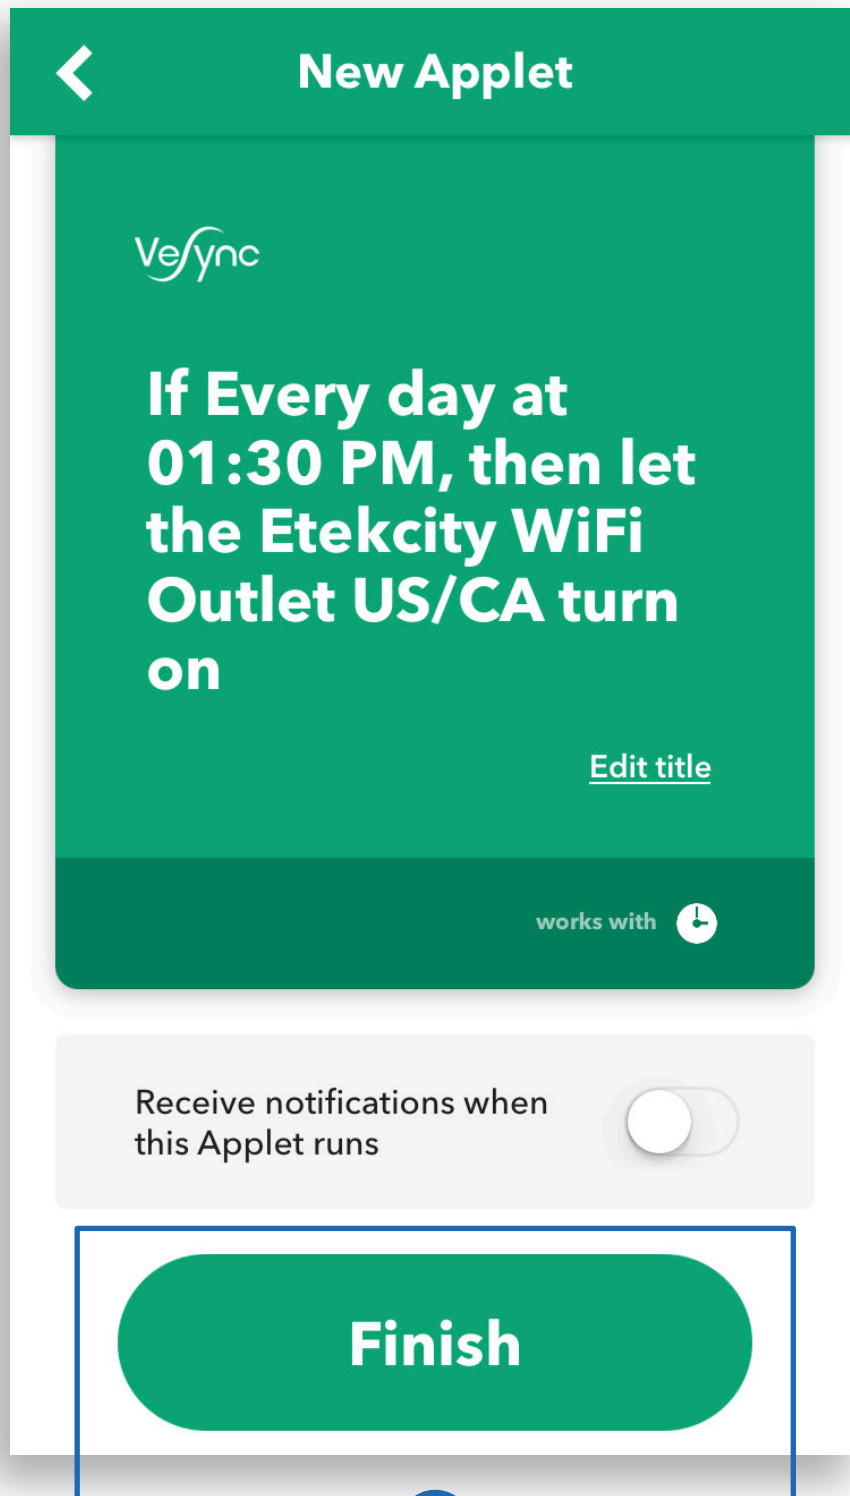 New Applet
VeSync
If Every day at
01:30 PM, then let
the Etekcity WiFi
Outlet US/CA turn
on
Edit title
works with
Receive notifications when
this Applet runs
Finish